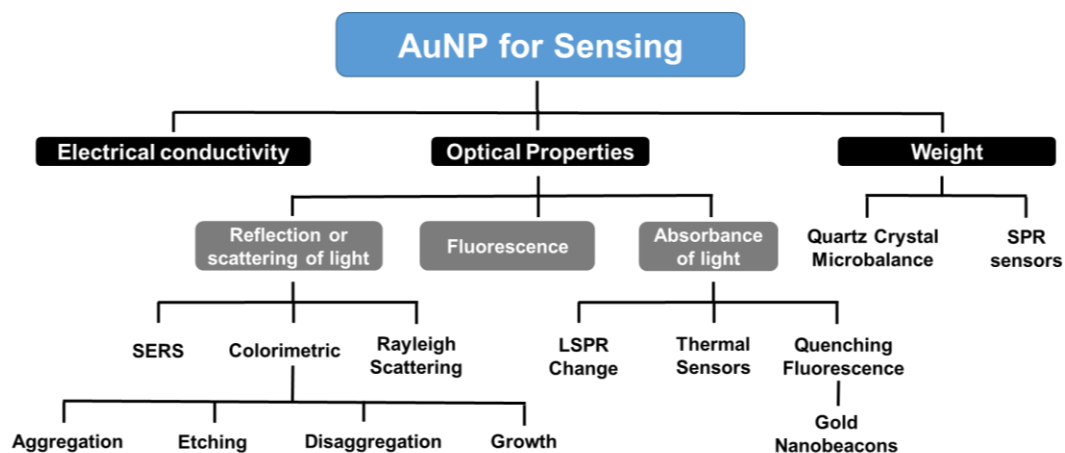 AuNP for Sensing
Electrical conductivity
Optical Properties
Weight
Reflection or
scattering of light
Fluorescence
Absorbance
of light
Quartz Crystal
Microbalance
SPR
sensors
SERS
Colorimetric
Rayleigh
Scattering
LSPR
Change
Thermal
Sensors
Quenching
Fluorescence
Aggregation
Etching
Disaggregation
Growth
Gold
Nanobeacons